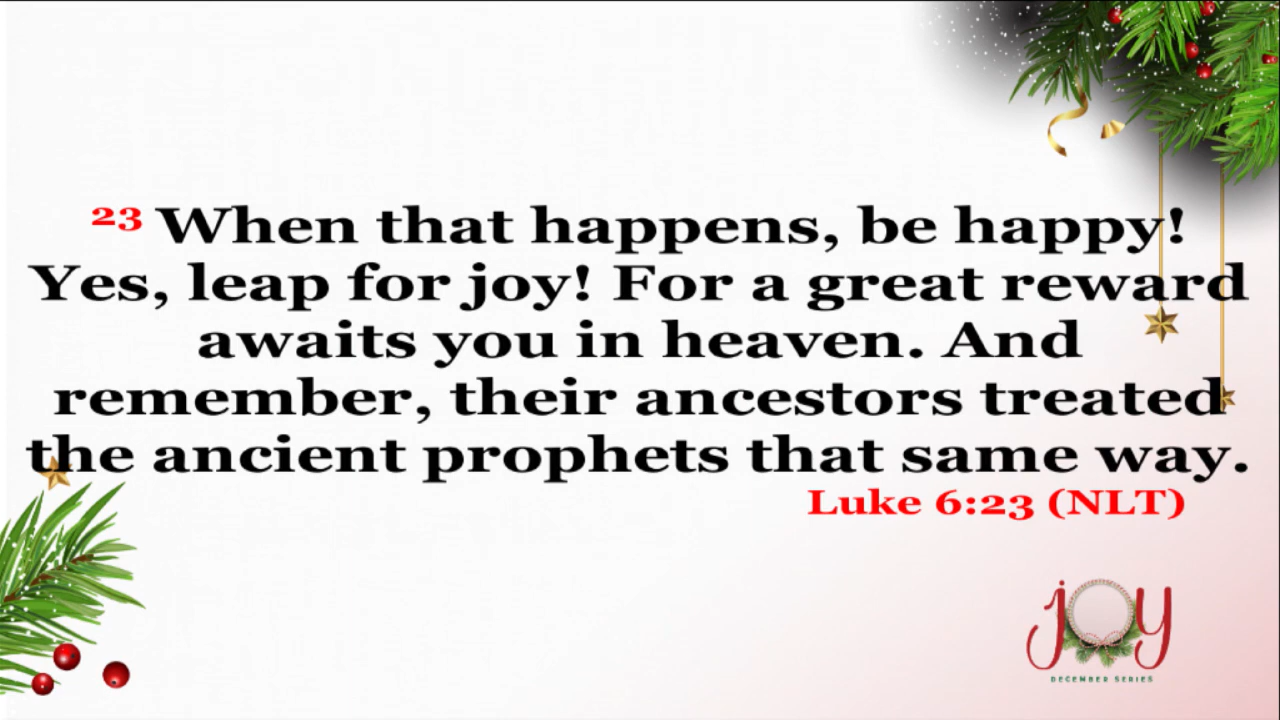 23 When that happens, be happy!
Yes, leap for joy! For a great reward
awaits you in heaven. And
remember, their ancestors treated
the ancient prophets that same way.
Luke 6:23 (NLT)
joy
DECEMBER SERIES